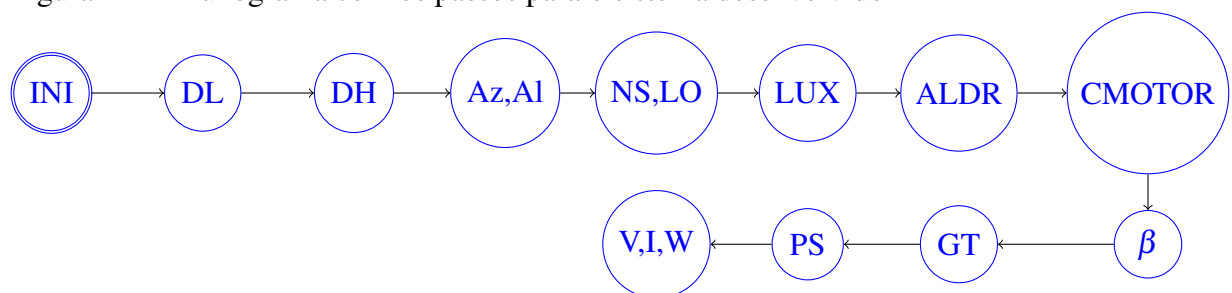 INI DL DH Az,Al NS,LO LUX ALDR CMOTOR
V,I,W PS GT β